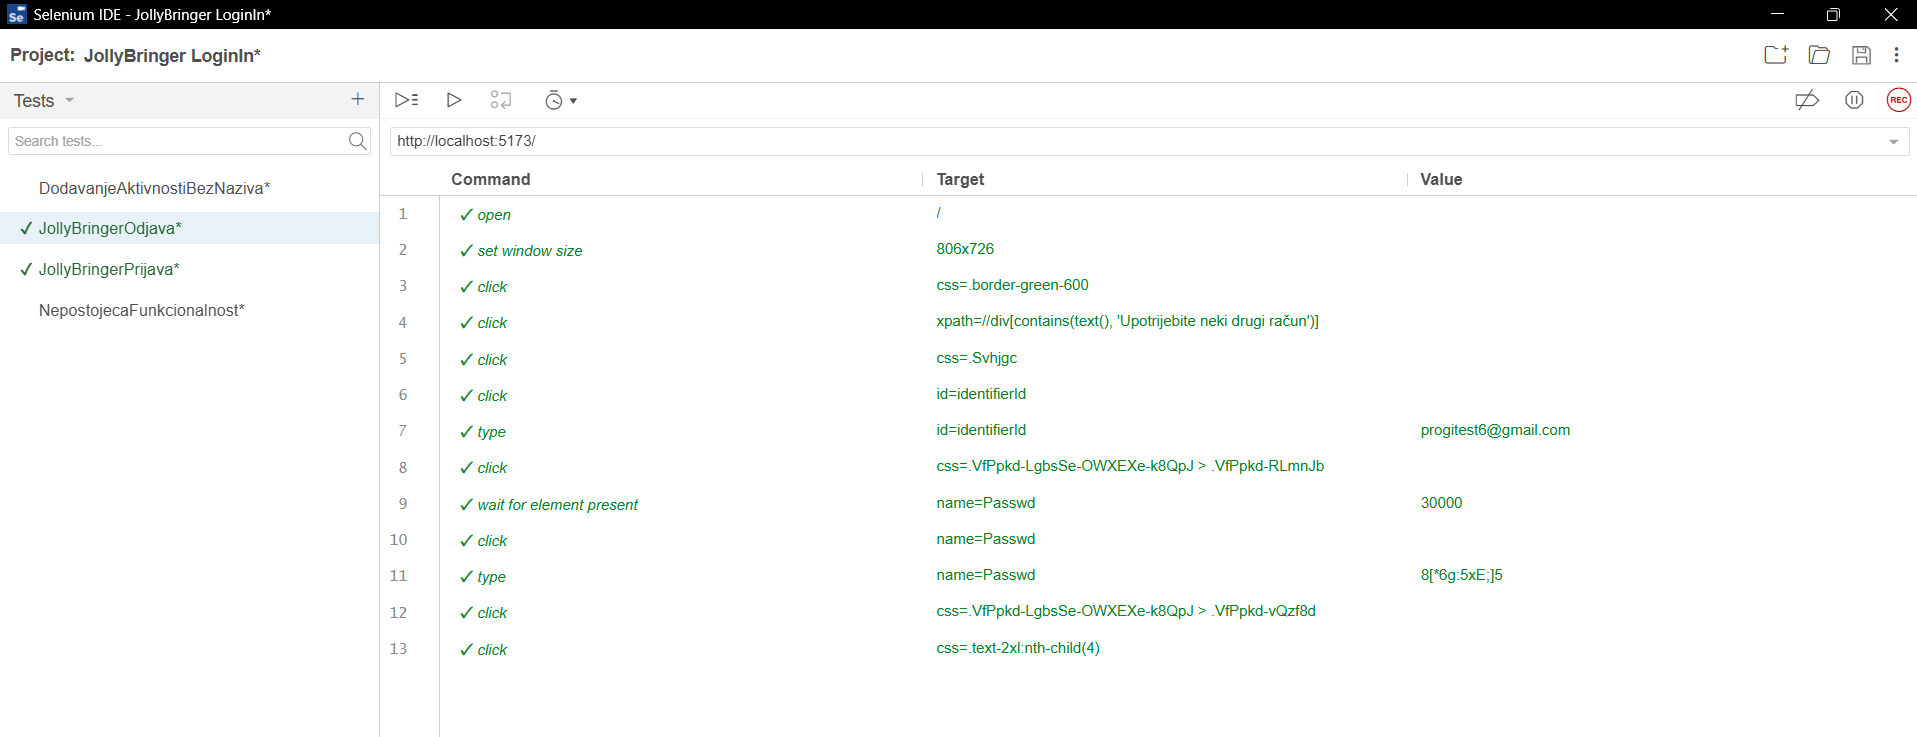 Selenium IDE - JollyBringer LoginIn*
Project: JollyBringer LoginIn*
Tests
Search tests...
DodavanjeAktivnostiBezNaziva*
✓ JollyBringerOdjava*
✓ JollyBringerPrijava*
NepostojecaFunkcionalnost*
REC
http://localhost:5173/
Command Target Value
1 ✓ open /
2 ✓ set window size 806x726
3 ✓ click css=.border-green-600
4 ✓ click xpath=//div[contains(text(), 'Upotrijebite neki drugi račun')]
5 ✓ click css=.Svhjgc
6 ✓ click id=identifierId
7 ✓ type id=identifierId progitest6@gmail.com
8 ✓ click css=.VfPpkd-LgbsSe-OWXEXe-k8QpJ > .VfPpkd-RLmnJb
9 ✓ wait for element present name=Passwd 30000
10 ✓ click name=Passwd
11 ✓ type name=Passwd 8[*6g:5xE;]5
12 ✓ click css=.VfPpkd-LgbsSe-OWXEXe-k8QpJ > .VfPpkd-vQzf8d
13 ✓ click css=.text-2xl:nth-child(4)